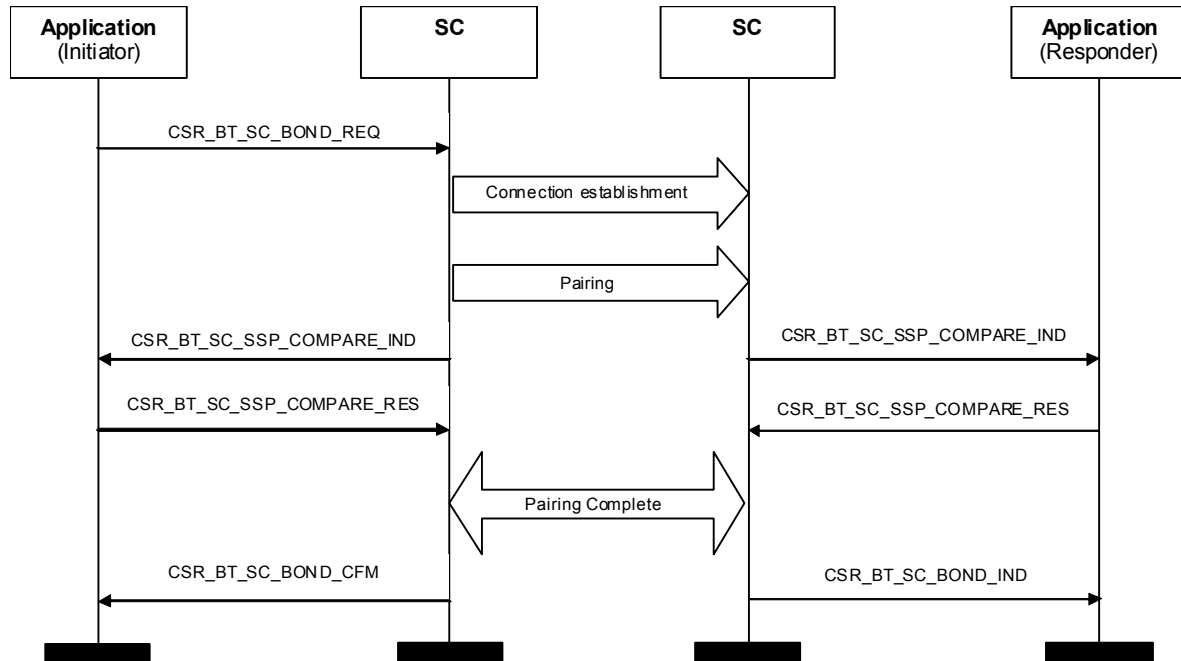 Application
(Initiator)
SC
SC
Application
(Responder)
CSR_BT_SC_BOND_REQ
Connection establishment
Pairing
CSR_BT_SC_SSP_COMPARE_IND
CSR_BT_SC_SSP_COMPARE_IND
CSR_BT_SC_SSP_COMPARE_RES
CSR_BT_SC_SSP_COMPARE_RES
Pairing Complete
CSR_BT_SC_BOND_CFM
CSR_BT_SC_BOND_IND